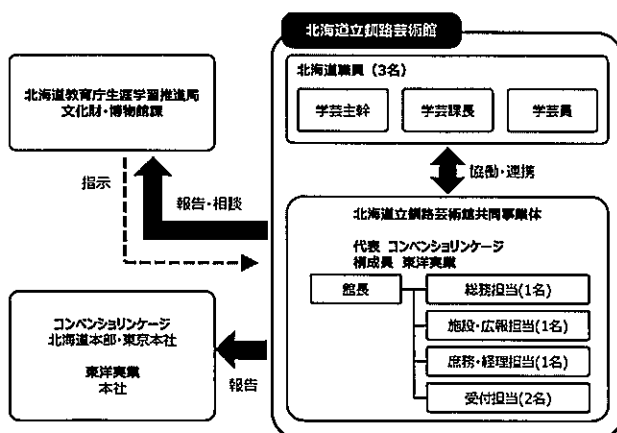 北海道立釧路芸術館
北海道職員(3名)
学芸主幹
学芸課長
学芸員
北海道教育庁生涯学習推進局
文化財・博物館課
指示
報告・相談
協働・連携
北海道立釧路芸術館共同事業体
代表 コンベンションリンケージ
構成員 東洋実業
館長
総務担当(1名)
施設・広報担当(1名)
庶務・経理担当(1名)
受付担当(2名)
コンベンションリンケージ
北海道本部・東京本社
東洋実業
本社
報告